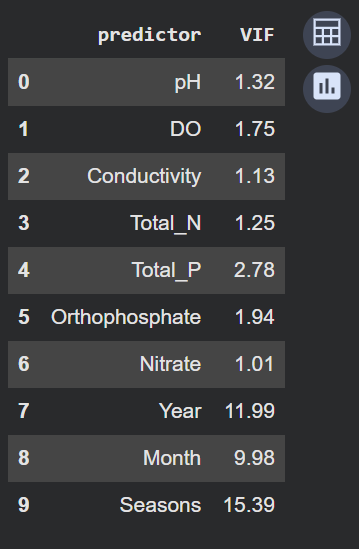 predictor VIF
0 pH 1.32
1 DO 1.75
2 Conductivity 1.13
3 Total_N 1.25
4 Total_P 2.78
5 Orthophosphate 1.94
6 Nitrate 1.01
7 Year 11.99
8 Month 9.98
9 Seasons 15.39